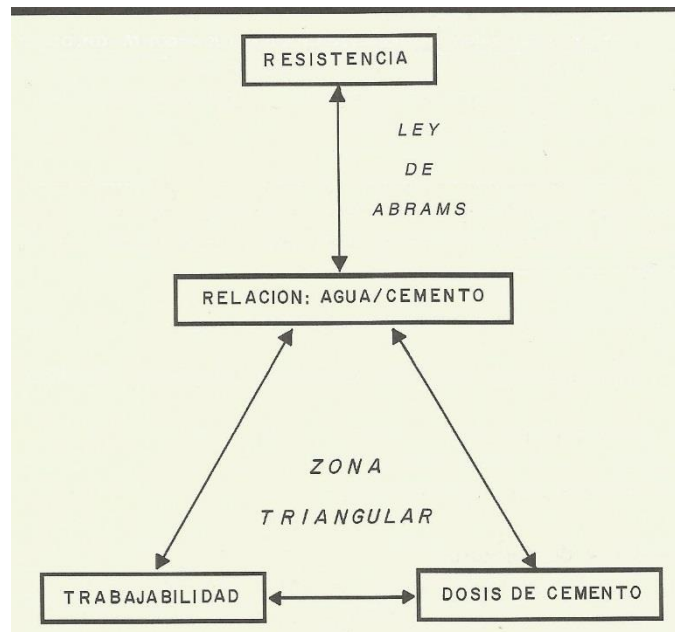 RESISTENCIA
LEY
DE
ABRAMS
RELACION: AGUA/CEMENTO
ZONA
TRIANGULAR
TRABAJABILIDAD
DOSIS DE CEMENTO